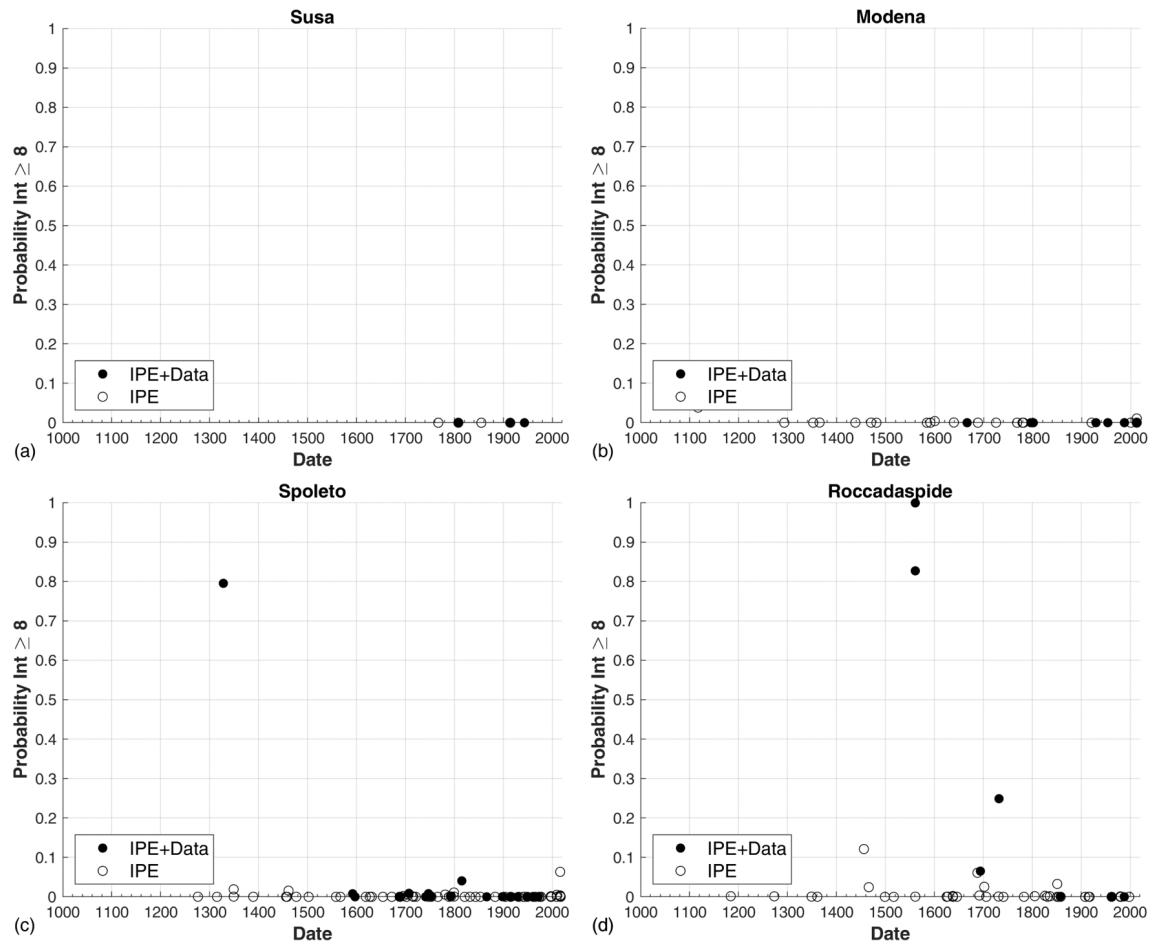 Susa
1
0.9
0.8
0.7
0.6
0.5
0.4
0.3
0.2
0.1
0
Probability Int ≥ 8
IPE+Data
IPE
1000 1100 1200 1300 1400 1500 1600 1700 1800 1900 2000
(a)
Date
Modena
1
0.9
0.8
0.7
0.6
0.5
0.4
0.3
0.2
0.1
0
Probability Int ≥ 8
IPE+Data
IPE
1000 1100 1200 1300 1400 1500 1600 1700 1800 1900 2000
(b)
Date
Spoleto
1
0.9
0.8
0.7
0.6
0.5
0.4
0.3
0.2
0.1
0
Probability Int ≥ 8
IPE+Data
IPE
1000 1100 1200 1300 1400 1500 1600 1700 1800 1900 2000
(c)
Date
Roccadaspide
1
0.9
0.8
0.7
0.6
0.5
0.4
0.3
0.2
0.1
0
Probability Int ≥ 8
IPE+Data
IPE
1000 1100 1200 1300 1400 1500 1600 1700 1800 1900 2000
(d)
Date